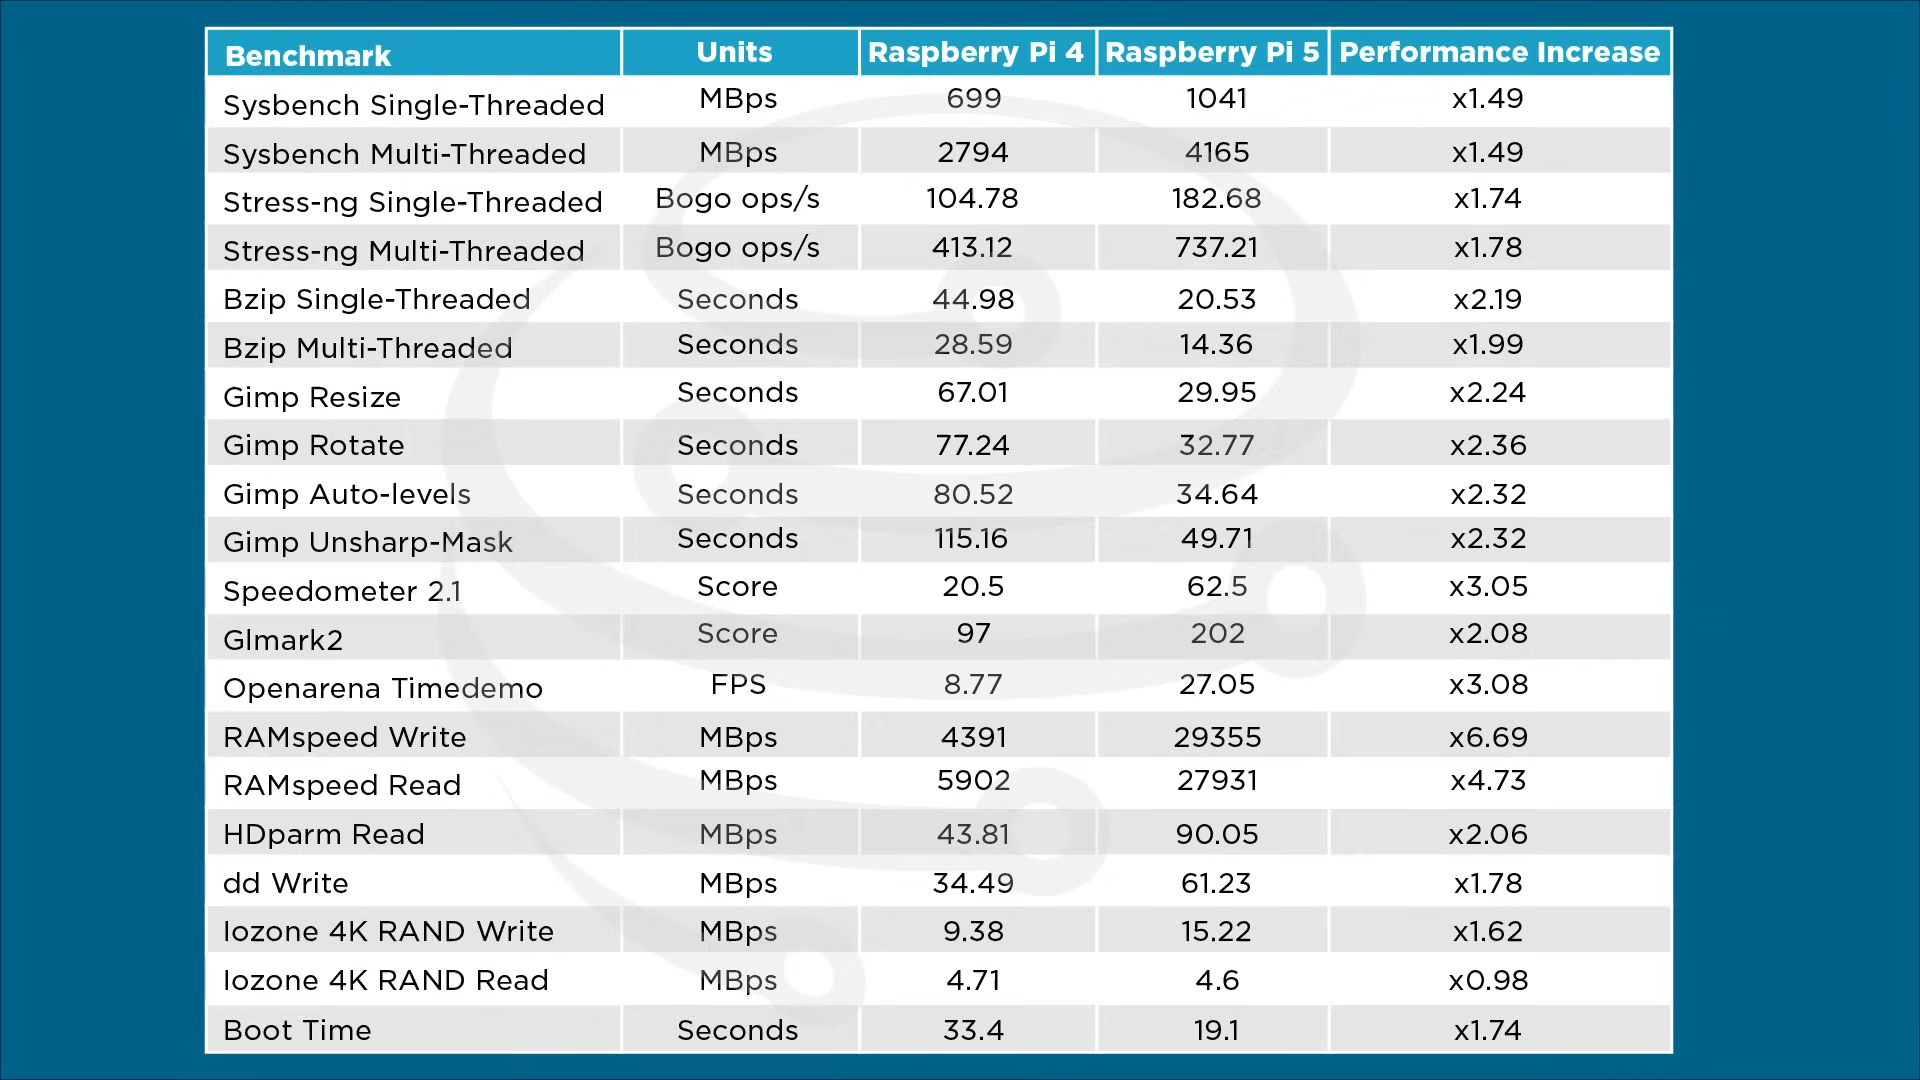 Benchmark Units Raspberry Pi 4 Raspberry Pi 5 Performance Increase
Sysbench Single-Threaded MBps 699 1041 x1.49
Sysbench Multi-Threaded MBps 2794 4165 x1.49
Stress-ng Single-Threaded Bogo ops/s 104.78 182.68 x1.74
Stress-ng Multi-Threaded Bogo ops/s 413.12 737.21 x1.78
Bzip Single-Threaded Seconds 44.98 20.53 x2.19
Bzip Multi-Threaded Seconds 28.59 14.36 x1.99
Gimp Resize Seconds 67.01 29.95 x2.24
Gimp Rotate Seconds 77.24 32.77 x2.36
Gimp Auto-levels Seconds 80.52 34.64 x2.32
Gimp Unsharp-Mask Seconds 115.16 49.71 x2.32
Speedometer 2.1 Score 20.5 62.5 x3.05
Glmark2 Score 97 202 x2.08
Openarena Timedemo FPS 8.77 27.05 x3.08
RAMspeed Write MBps 4391 29355 x6.69
RAMspeed Read MBps 5902 27931 x4.73
HDparm Read MBps 43.81 90.05 x2.06
dd Write MBps 34.49 61.23 x1.78
Iozone 4K RAND Write MBps 9.38 15.22 x1.62
Iozone 4K RAND Read MBps 4.71 4.6 x0.98
Boot Time Seconds 33.4 19.1 x1.74